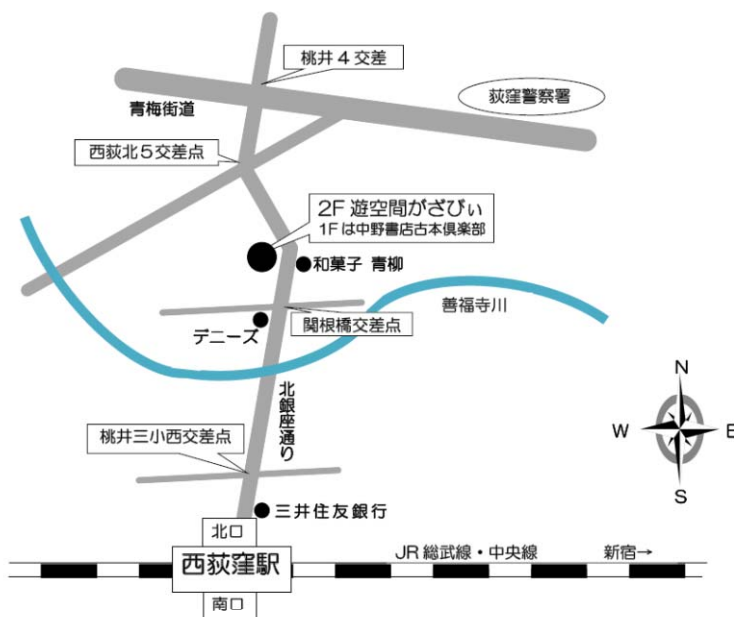 桃井4交差
荻窪警察署
青梅街道
西荻北5交差点
2F 遊空間がざびぃ
1Fは中野書店古本倶楽部
和菓子 青柳
善福寺川
関根橋交差点
デニーズ
北銀座通り
N
W
E
S
桃井三小西交差点
三井住友銀行
北口
JR 総武線・中央線
新宿→
西荻窪駅
南口